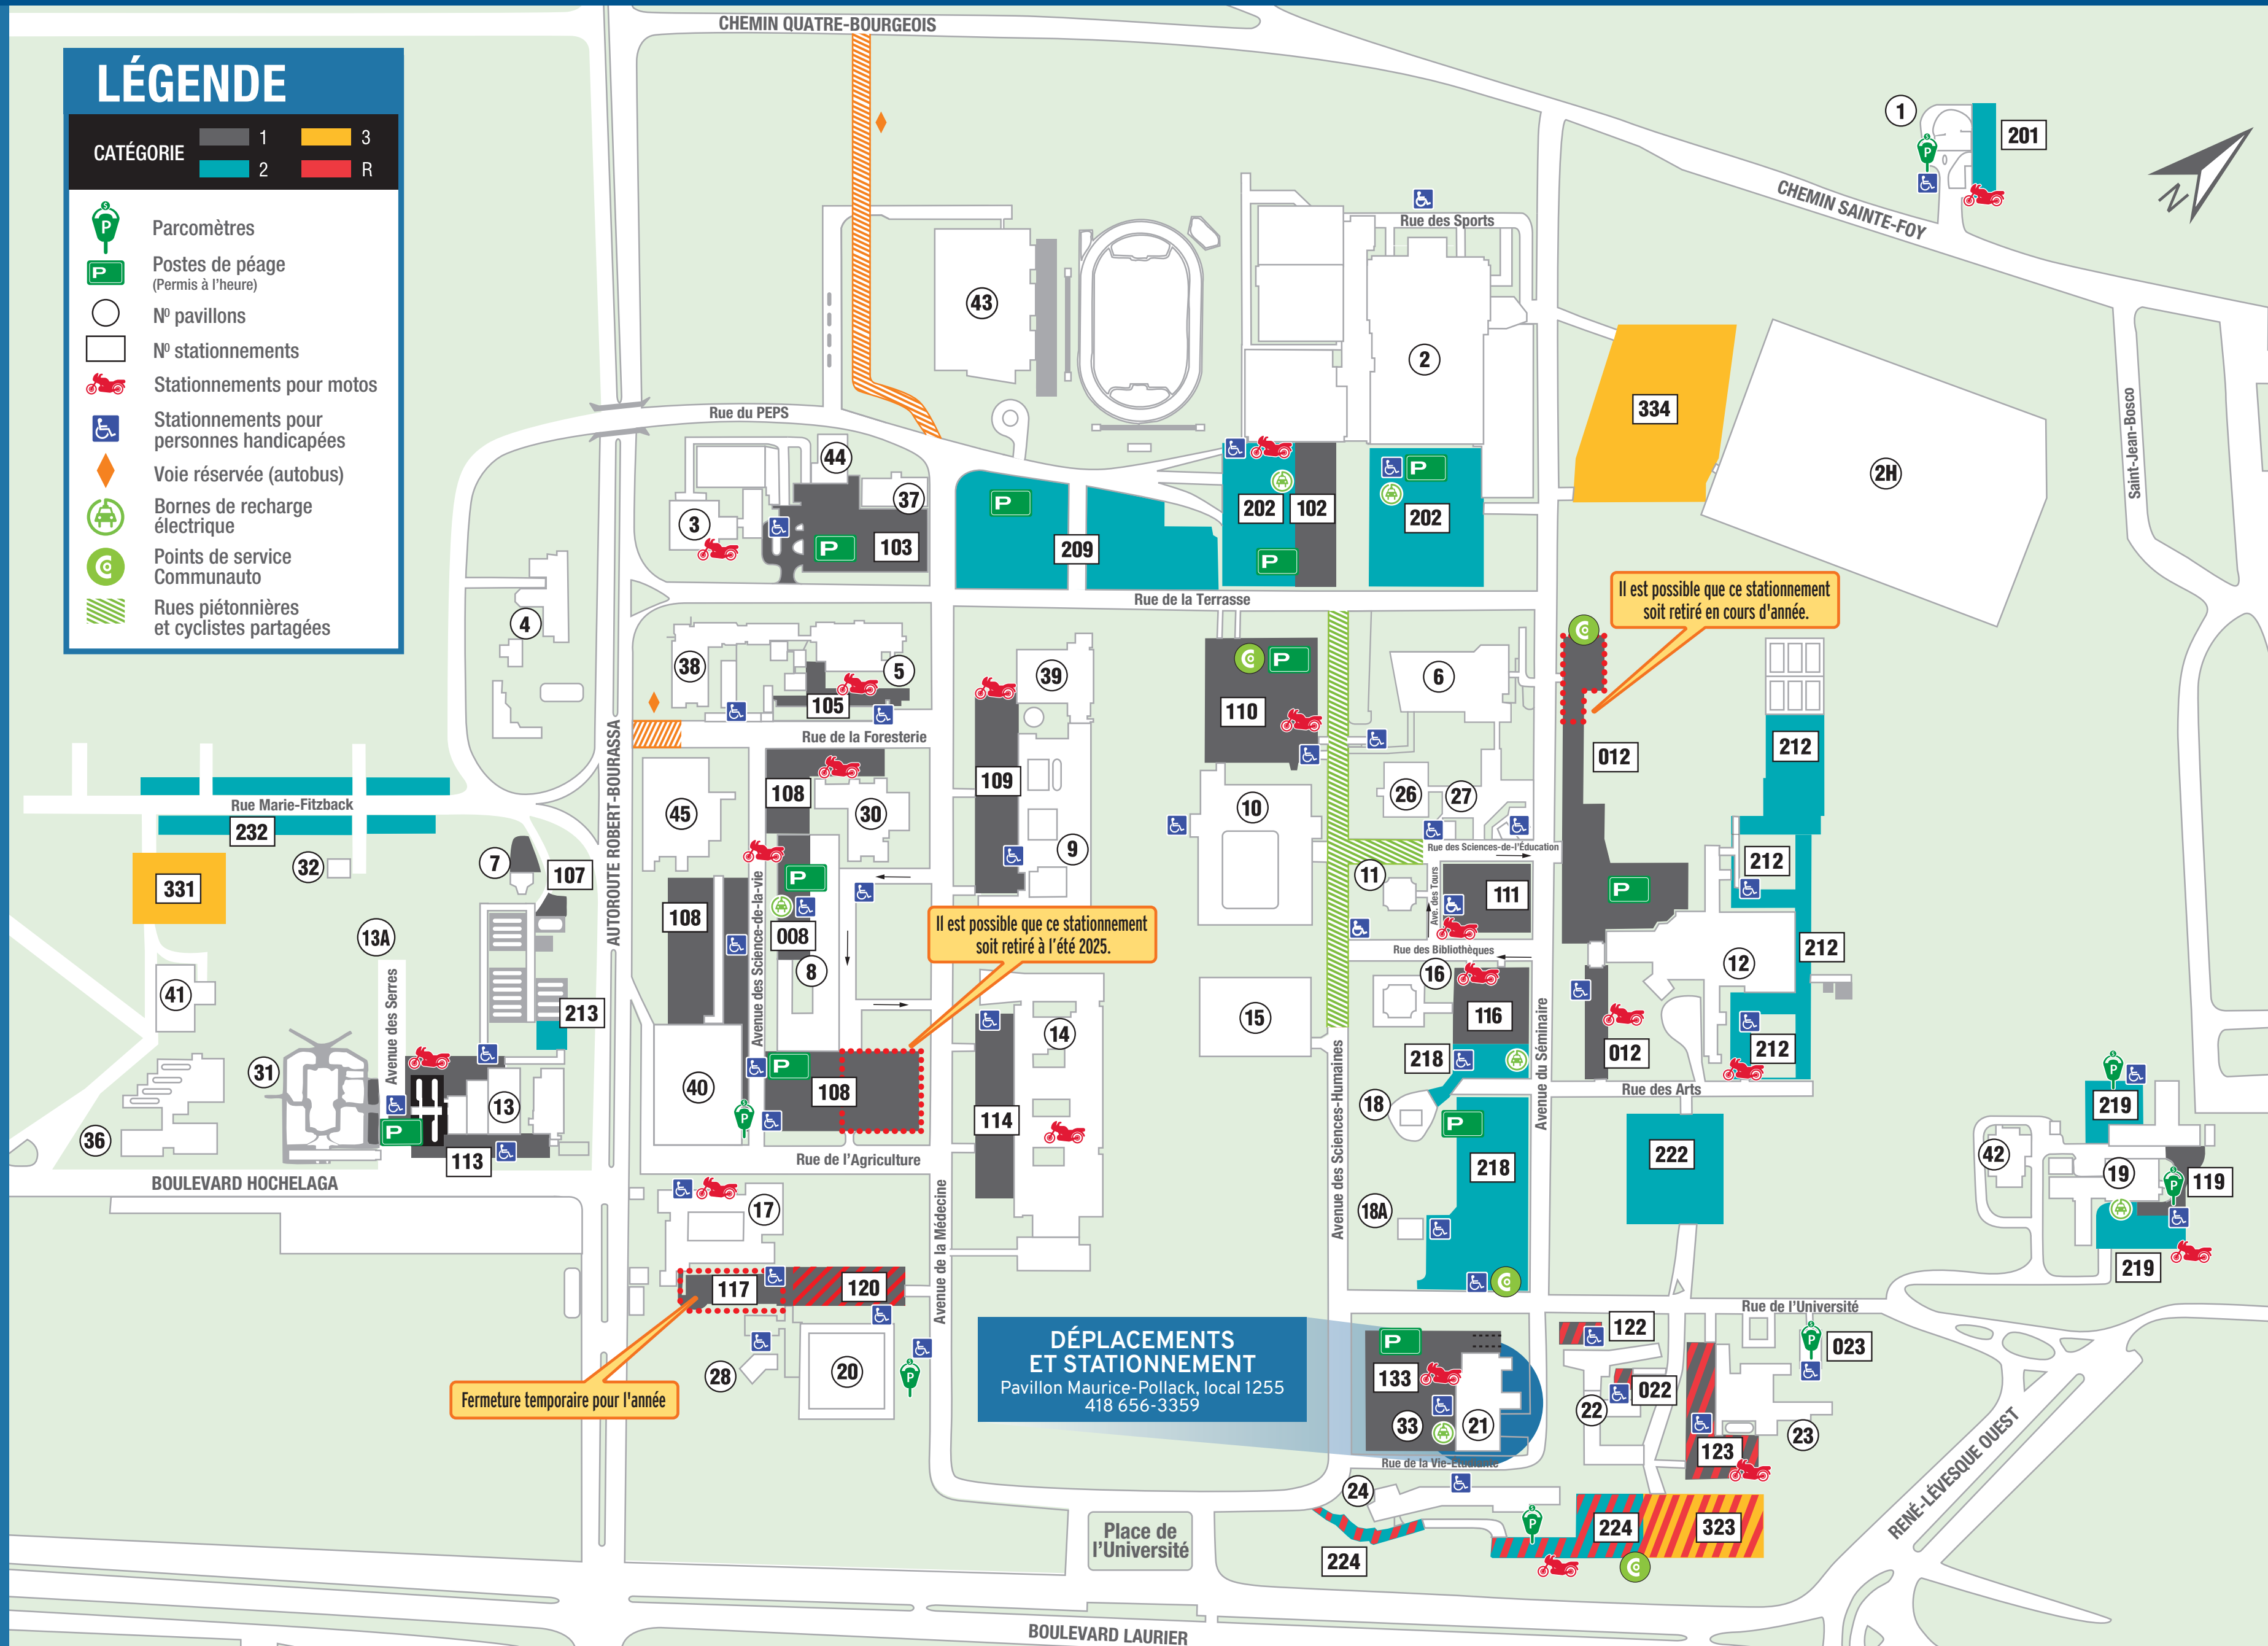 CHEMIN QUATRE-BOURGEOIS
LÉGENDE
CATÉGORIE
1
3
2
R
Parcomètres
Postes de péage
(Permis à l'heure)
Nº pavillons
Nº stationnements
Stationnements pour motos
Stationnements pour
personnes handicapées
Voie réservée (autobus)
Bornes de recharge
électrique
Points de service
Communauto
Rues piétonnières
et cyclistes partagées
1
201
N
CHEMIN SAINTE-FOY
Rue des Sports
43
2
334
2H
Saint-Jean-Bosco
Rue du PEPS
44
37
3
103
209
202
102
202
Rue de la Terrasse
Il est possible que ce stationnement
soit retiré en cours d'année.
4
38
5
105
39
110
6
012
212
AUTOROUTE ROBERT-BOURASSA
Rue de la Foresterie
109
108
45
30
10
26
27
9
Rue Marie-Fitzback
232
32
7
107
331
Rue des Sciences-de-l'Éducation
11
Ave. des Tours
111
212
108
Avenue des Science-de-la-vie
008
8
Il est possible que ce stationnement
soit retiré à l'été 2025.
Rue des Bibliothèques
16
12
212
13A
Avenue des Serres
41
213
14
15
116
Avenue du Séminaire
218
012
212
31
13
40
108
114
18
Rue des Arts
36
113
Rue de l'Agriculture
Avenue des Sciences-Humaines
218
222
219
42
19
119
BOULEVARD HOCHELAGA
17
18A
Avenue de la Médecine
117
120
219
Rue de l'Université
DÉPLACEMENTS
ET STATIONNEMENT
Pavillon Maurice-Pollack, local 1255
418 656-3359
122
023
28
20
133
33
21
022
22
23
123
Fermeture temporaire pour l'année
Rue de la Vie-Étudiante
24
RENÉ-LÉVESQUE OUEST
Place de
l'Université
224
224
323
BOULEVARD LAURIER